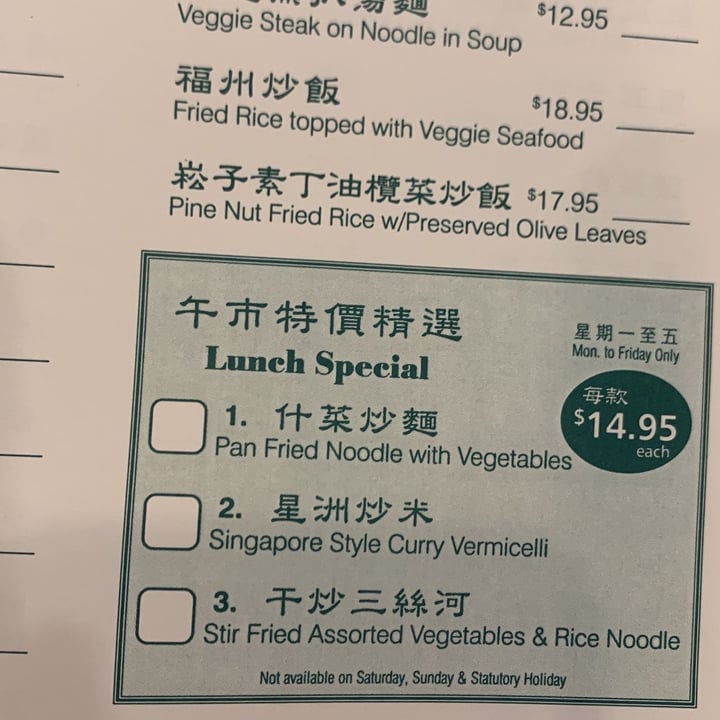 湯麵 $12.95
Veggie Steak on Noodle in Soup
福州炒飯 $18.95
Fried Rice topped with Veggie Seafood
崧子素丁油欖菜炒飯 $17.95
Pine Nut Fried Rice w/Preserved Olive Leaves
午市特價精選
Lunch Special
星期一至五
Mon. to Friday Only
每款
$14.95
each
1. 什菜炒麵
Pan Fried Noodle with Vegetables
2. 星洲炒米
Singapore Style Curry Vermicelli
3. 干炒三絲河
Stir Fried Assorted Vegetables & Rice Noodle
Not available on Saturday, Sunday & Statutory Holiday